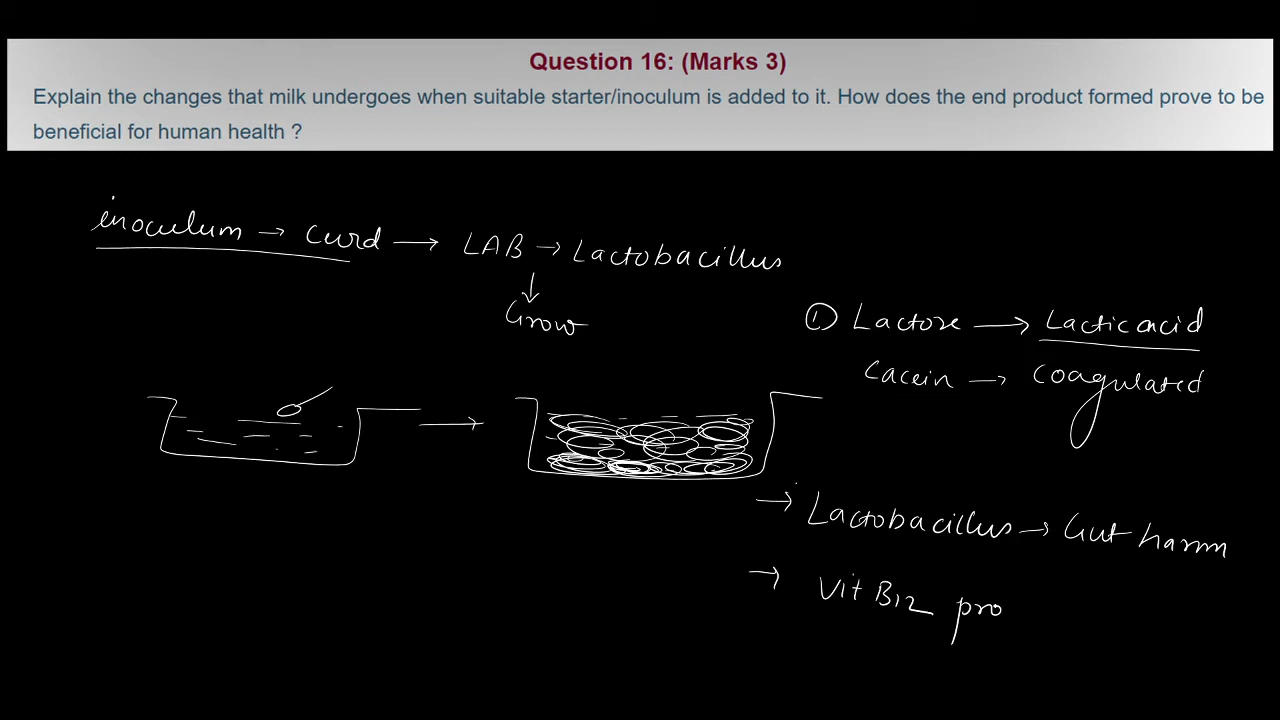 Question 16: (Marks 3)
Explain the changes that milk undergoes when suitable starter/inoculum is added to it. How does the end product formed prove to be
beneficial for human health ?
inoculum → Curd → LAB → Lactobacillus
↓
Grow
① Lactose → Lactic acid
Cacein → Coagulated
→
→ Lactobacillus → Gut harm
→ Vit B12 pro